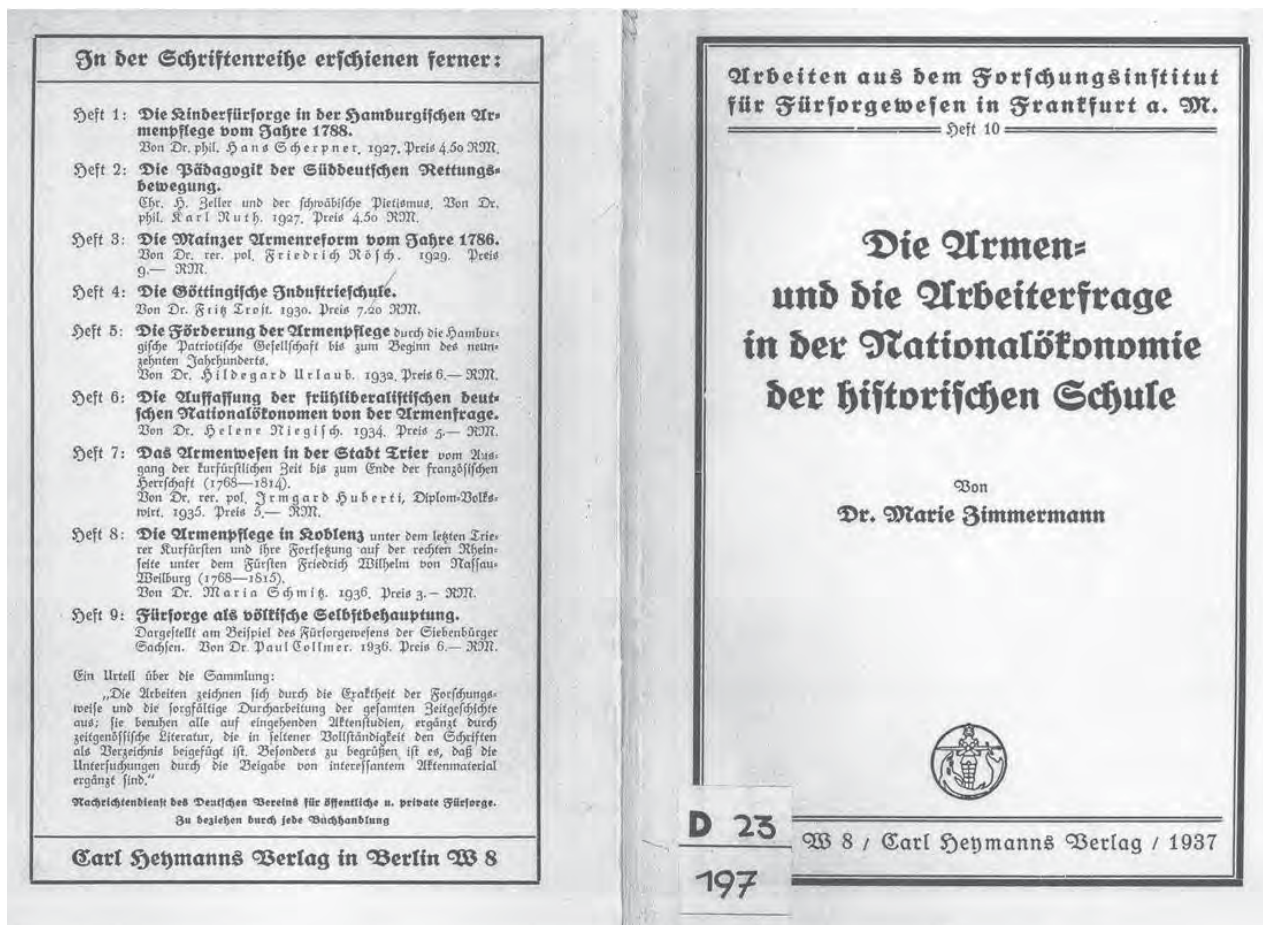 In der Schriftenreihe erschienen ferner:
Heft 1: Die Kinderfürsorge in der Hamburgischen Ar-
menpflege vom Jahre 1788.
Von Dr. phil. Hans Scherpner. 1927. Preis 4.50 RM.
Heft 2: Die Pädagogik der Süddeutschen Rettungs-
bewegung.
Chr. H. Zeller und der schwäbische Pietismus. Von Dr.
phil. Karl Ruth. 1927. Preis 4.50 RM.
Heft 3: Die Mainzer Armenreform vom Jahre 1786.
Von Dr. rer. pol. Friedrich Rösch. 1929. Preis
9.— RM.
Heft 4: Die Göttingische Industrieschule.
Von Dr. Fritz Trost. 1930. Preis 7.20 RM.
Heft 5: Die Förderung der Armenpflege durch die Hambur-
gische Patriotische Gesellschaft bis zum Beginn des neun-
zehnten Jahrhunderts.
Von Dr. Hildegard Urlaub. 1932. Preis 6.— RM.
Heft 6: Die Auffassung der frühliberalistischen deut-
schen Nationalökonomen von der Armenfrage.
Von Dr. Helene Niegisch. 1934. Preis 5.— RM.
Heft 7: Das Armenwesen in der Stadt Trier vom Aus-
gang der kurfürstlichen Zeit bis zum Ende der französischen
Herrschaft (1768—1814).
Von Dr. rer. pol. Irmgard Huberti, Diplom-Volks-
wirt. 1935. Preis 5.— RM.
Heft 8: Die Armenpflege in Koblenz unter dem letzten Trie-
rer Kurfürsten und ihre Fortsetzung auf der rechten Rhein-
seite unter dem Fürsten Friedrich Wilhelm von Nassau-
Weilburg (1768—1815).
Von Dr. Maria Schmitz. 1936. Preis 3.— RM.
Heft 9: Fürsorge als völkische Selbstbehauptung.
Dargestellt am Beispiel des Fürsorgewesens der Siebenbürger
Sachsen. Von Dr. Paul Collmer. 1936. Preis 6.— RM.
Ein Urteil über die Sammlung:
„Die Arbeiten zeichnen sich durch die Exaktheit der Forschungs-
weise und die sorgfältige Durcharbeitung der gesamten Zeitgeschichte
aus; sie beruhen alle auf eingehenden Aktenstudien, ergänzt durch
zeitgenössische Literatur, die in seltener Vollständigkeit den Schriften
als Verzeichnis beigefügt ist. Besonders zu begrüßen ist es, daß die
Untersuchungen durch die Beigabe von interessantem Aktenmaterial
ergänzt sind.“
Nachrichtendienst des Deutschen Vereins für öffentliche u. private Fürsorge.
Zu beziehen durch jede Buchhandlung
Carl Heymanns Verlag in Berlin W 8
Arbeiten aus dem Forschungsinstitut
für Fürsorgewesen in Frankfurt a. M.
Heft 10
Die Armen-
und die Arbeiterfrage
in der Nationalökonomie
der historischen Schule
Von
Dr. Marie Zimmermann
D 23
197
W 8 / Carl Heymanns Verlag / 1937